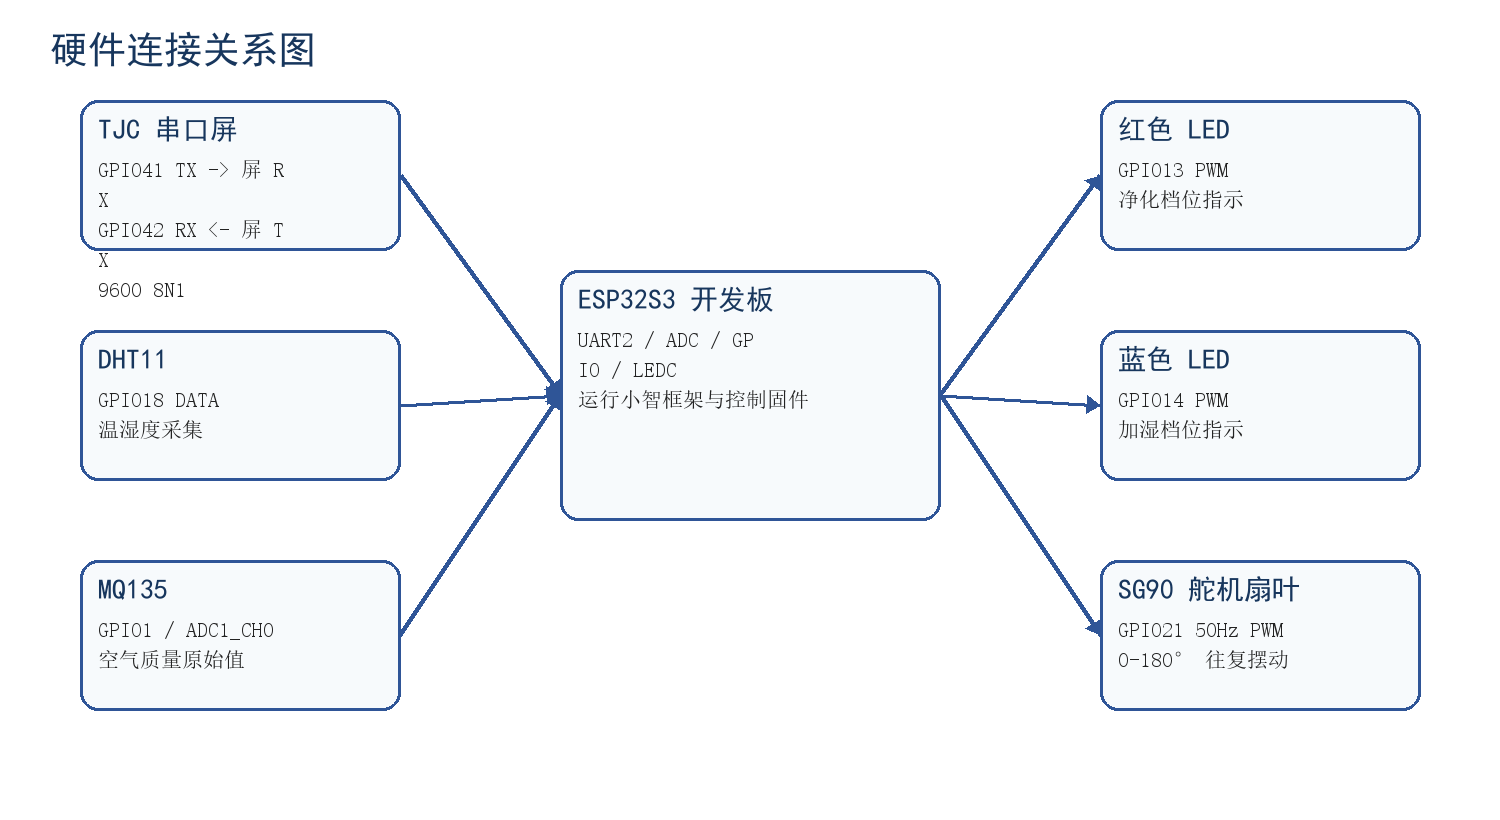 硬件连接关系图
TJC 串口屏
GPIO41 TX -> 屏 R
X
GPIO42 RX <- 屏 T
X
9600 8N1
DHT11
GPIO18 DATA
温湿度采集
MQ135
GPIO1 / ADC1_CH0
空气质量原始值
ESP32S3 开发板
UART2 / ADC / GP
IO / LEDC
运行小智框架与控制固件
红色 LED
GPIO13 PWM
净化档位指示
蓝色 LED
GPIO14 PWM
加湿档位指示
SG90 舵机扇叶
GPIO21 50Hz PWM
0-180° 往复摆动